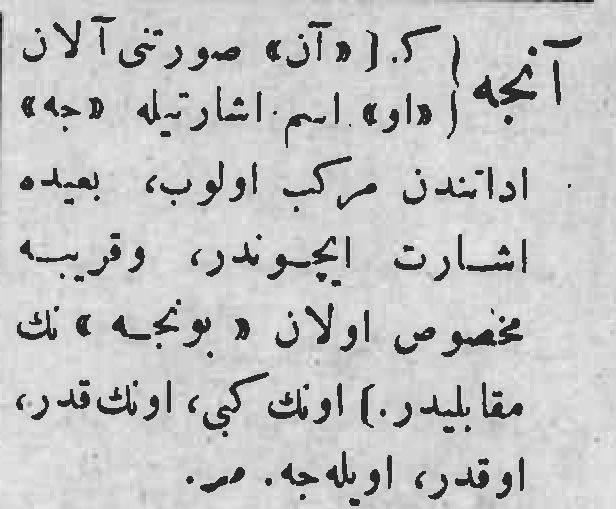 آنجه { ك. [ «آن» صورتنی آلان
{ «او» اسم اشارتیله «جه»
اداتندن مركب اولوب، بعیده
اشارت ایچوندر، وقریبه
مخصوص اولان «بونجه» نك
مقابلیدر. ] اونك كبی، اونك قدر،
اوقدر، اویله جه. مر.